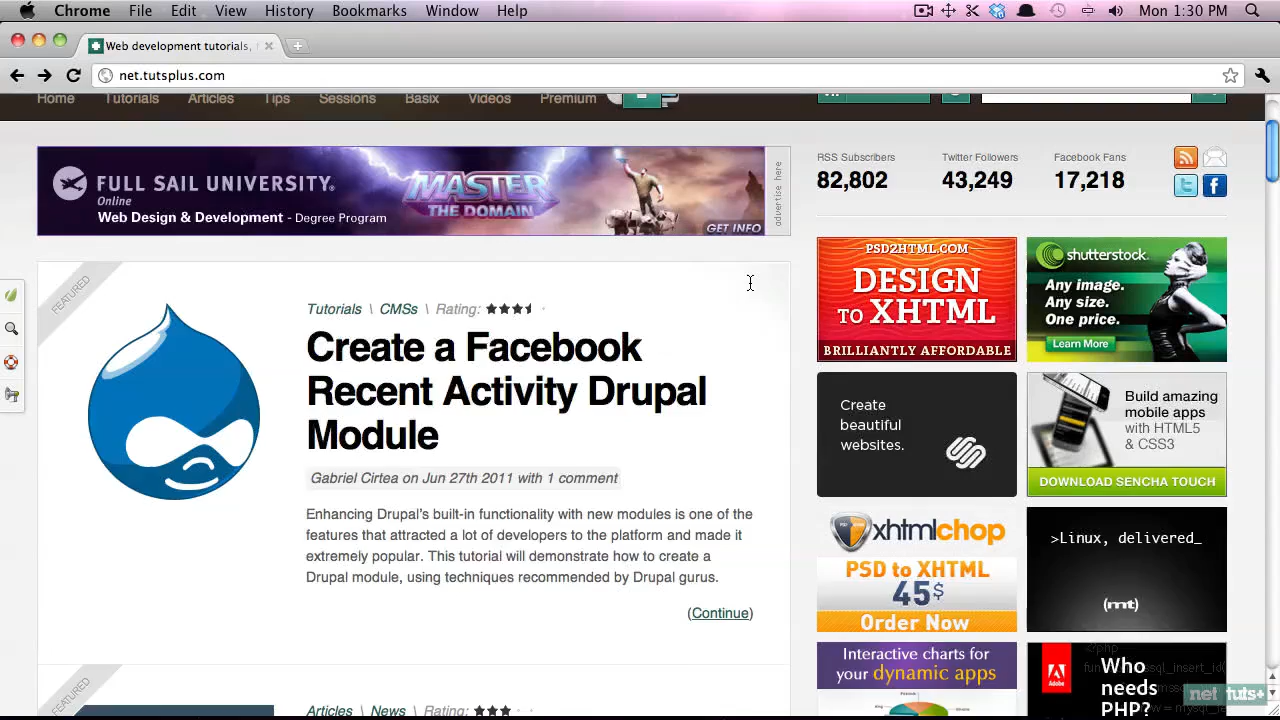 Chrome File Edit View History Bookmarks Window Help Mon 1:30 PM
Web development tutorials,
net.tutsplus.com
Home Tutorials Articles Tips Sessions Basix Videos Premium
FULL SAIL UNIVERSITY.
Online
Web Design & Development - Degree Program
MASTER
THE DOMAIN
GET INFO
advertise here
RSS Subscribers Twitter Followers Facebook Fans
82,802 43,249 17,218
FEATURED
Tutorials \ CMSs \ Rating:
Create a Facebook
Recent Activity Drupal
Module
Gabriel Cirtea on Jun 27th 2011 with 1 comment
Enhancing Drupal's built-in functionality with new modules is one of the
features that attracted a lot of developers to the platform and made it
extremely popular. This tutorial will demonstrate how to create a
Drupal module, using techniques recommended by Drupal gurus.
(Continue)
FEATURED
Articles \ News \ Rating:
PSD2HTML.COM
DESIGN
TO XHTML
BRILLIANTLY AFFORDABLE
shutterstock
Any image.
Any size.
One price.
Learn More
Create
beautiful
websites.
Build amazing
mobile apps
with HTML5
& CSS3
DOWNLOAD SENCHA TOUCH
xhtmlchop
PSD to XHTML
45$
Order Now
>Linux, delivered_
(mt)
Interactive charts for
your dynamic apps
Adobe
Who
needs
PHP?
net tuts+